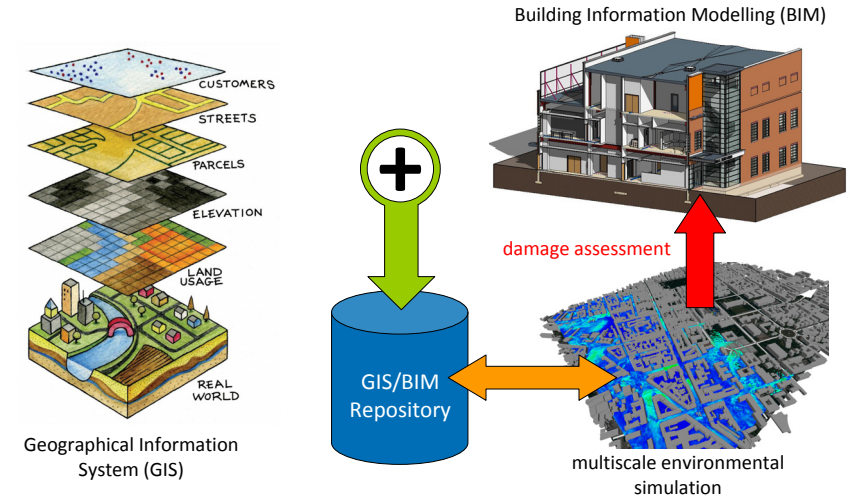 Building Information Modelling (BIM)
CUSTOMERS
STREETS
PARCELS
ELEVATION
LAND
USAGE
REAL
WORLD
Geographical Information
System (GIS)
GIS/BIM
Repository
damage assessment
multiscale environmental
simulation